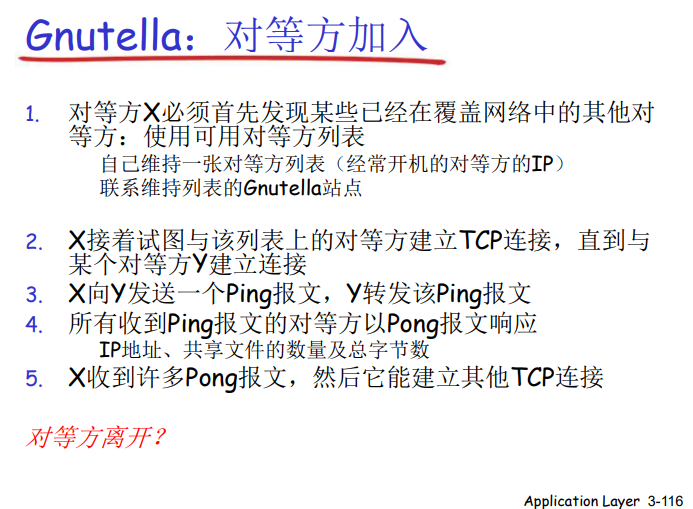 Gnutella：对等方加入
1. 对等方X必须首先发现某些已经在覆盖网络中的其他对
等方：使用可用对等方列表
自己维持一张对等方列表（经常开机的对等方的IP）
联系维持列表的Gnutella站点
2. X接着试图与该列表上的对等方建立TCP连接，直到与
某个对等方Y建立连接
3. X向Y发送一个Ping报文，Y转发该Ping报文
4. 所有收到Ping报文的对等方以Pong报文响应
IP地址、共享文件的数量及总字节数
5. X收到许多Pong报文，然后它能建立其他TCP连接
对等方离开？
Application Layer 3-116